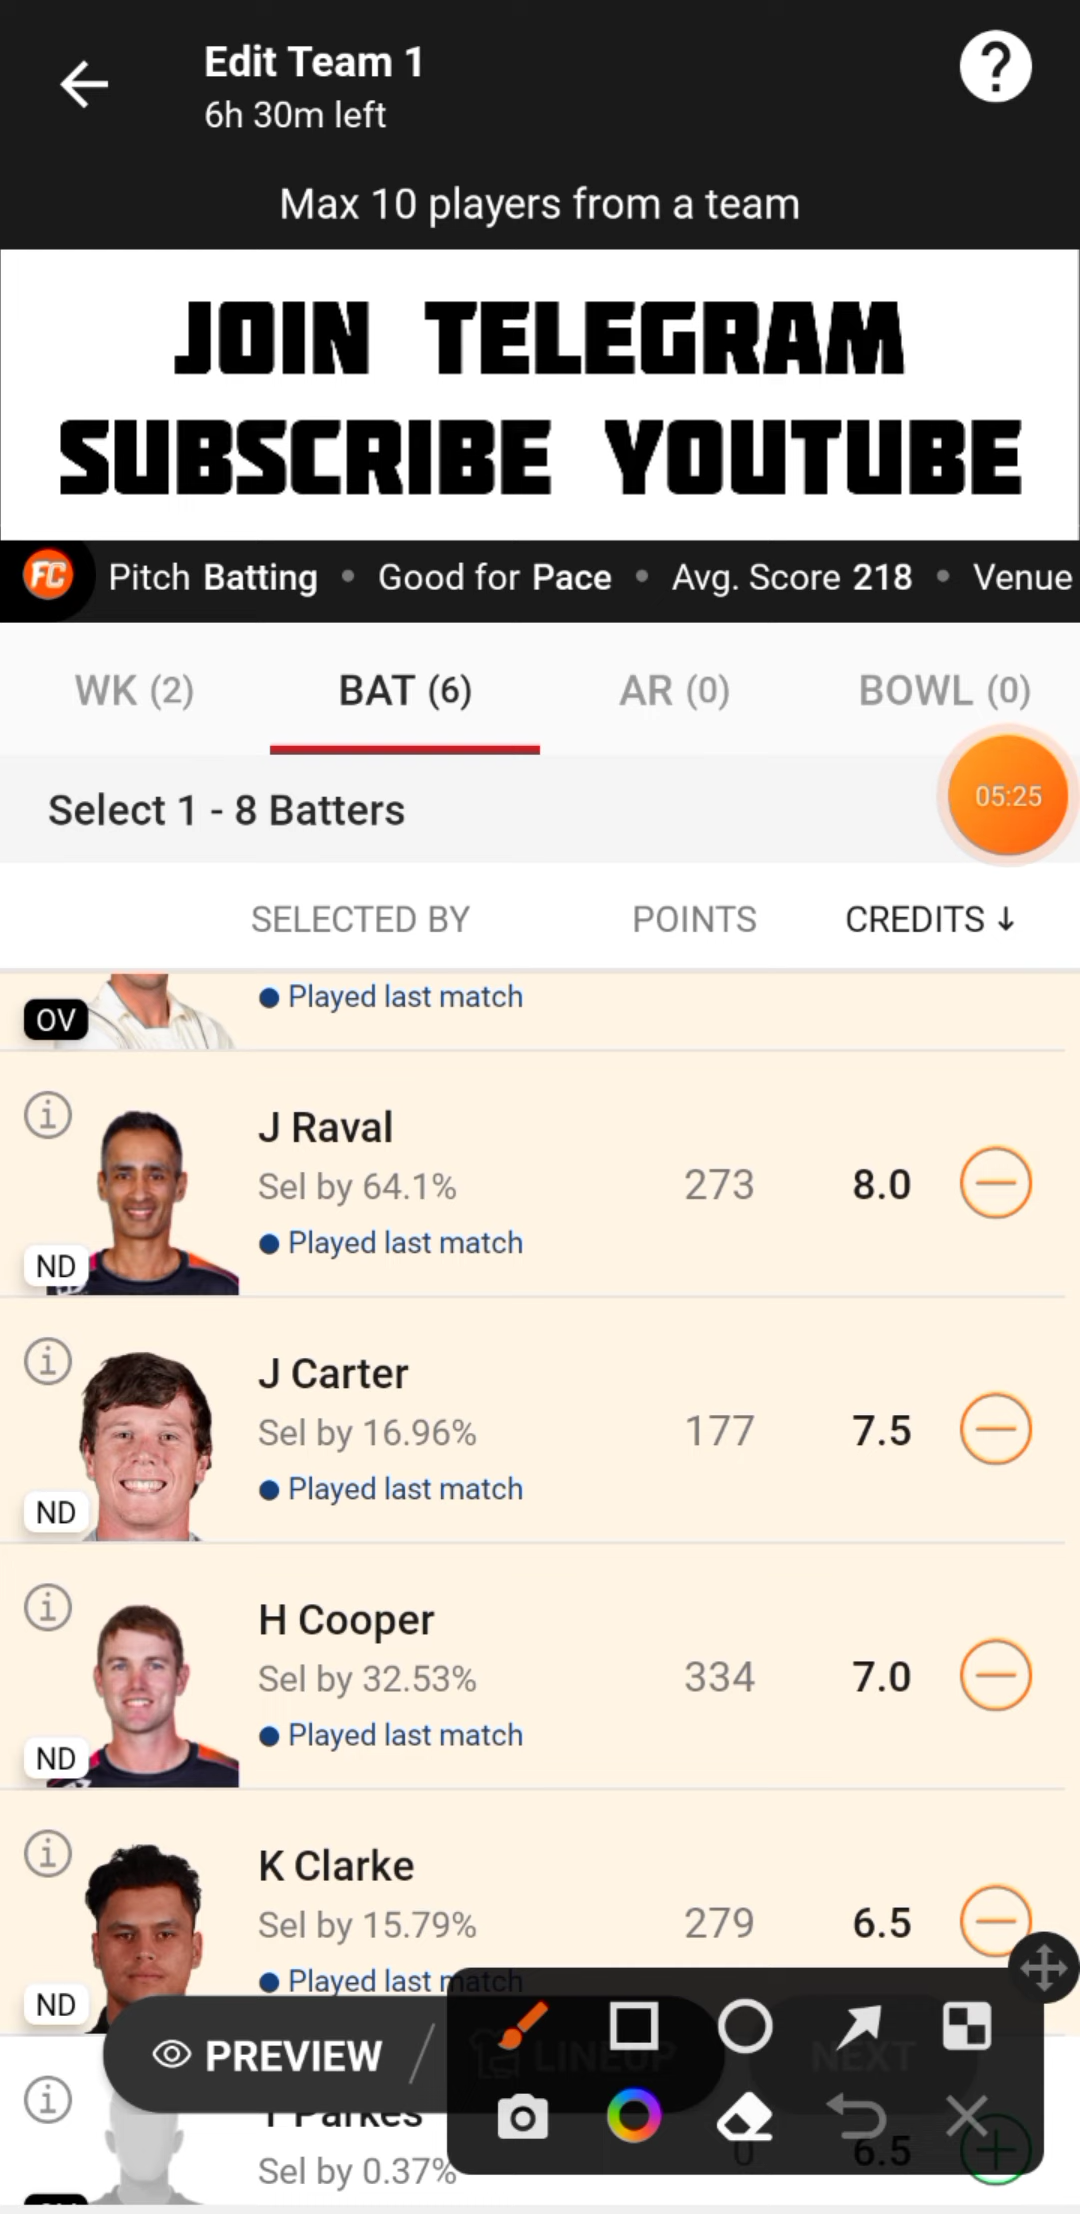 Edit Team 1
6h 30m left
Max 10 players from a team
JOIN TELEGRAM
SUBSCRIBE YOUTUBE
FC Pitch Batting • Good for Pace • Avg. Score 218 • Venue
WK (2) BAT (6) AR (0) BOWL (0)
Select 1 - 8 Batters
05:25
SELECTED BY POINTS CREDITS ↓
Played last match
OV
J Raval
Sel by 64.1% 273 8.0
Played last match
ND
J Carter
Sel by 16.96% 177 7.5
Played last match
ND
H Cooper
Sel by 32.53% 334 7.0
Played last match
ND
K Clarke
Sel by 15.79% 279 6.5
Played last match
ND
PREVIEW LINEUP NEXT
T Parkes
Sel by 0.37% 0 6.5